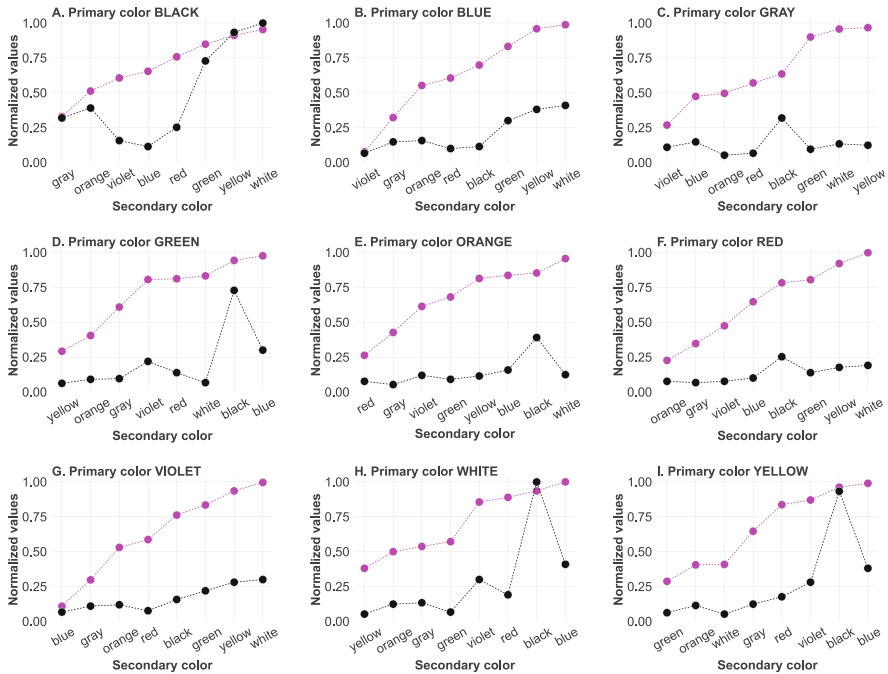 A. Primary color BLACK
Normalized values
1.00
0.75
0.50
0.25
0.00
gray orange violet blue red green yellow white
Secondary color
B. Primary color BLUE
Normalized values
1.00
0.75
0.50
0.25
0.00
violet gray orange red black green yellow white
Secondary color
C. Primary color GRAY
Normalized values
1.00
0.75
0.50
0.25
0.00
violet blue orange red black green white yellow
Secondary color
D. Primary color GREEN
Normalized values
1.00
0.75
0.50
0.25
0.00
yellow orange gray violet red white black blue
Secondary color
E. Primary color ORANGE
Normalized values
1.00
0.75
0.50
0.25
0.00
red gray violet green yellow blue black white
Secondary color
F. Primary color RED
Normalized values
1.00
0.75
0.50
0.25
0.00
orange gray violet blue black green yellow white
Secondary color
G. Primary color VIOLET
Normalized values
1.00
0.75
0.50
0.25
0.00
blue gray orange red black green yellow white
Secondary color
H. Primary color WHITE
Normalized values
1.00
0.75
0.50
0.25
0.00
yellow orange gray green violet red black blue
Secondary color
I. Primary color YELLOW
Normalized values
1.00
0.75
0.50
0.25
0.00
green orange white gray red violet black blue
Secondary color